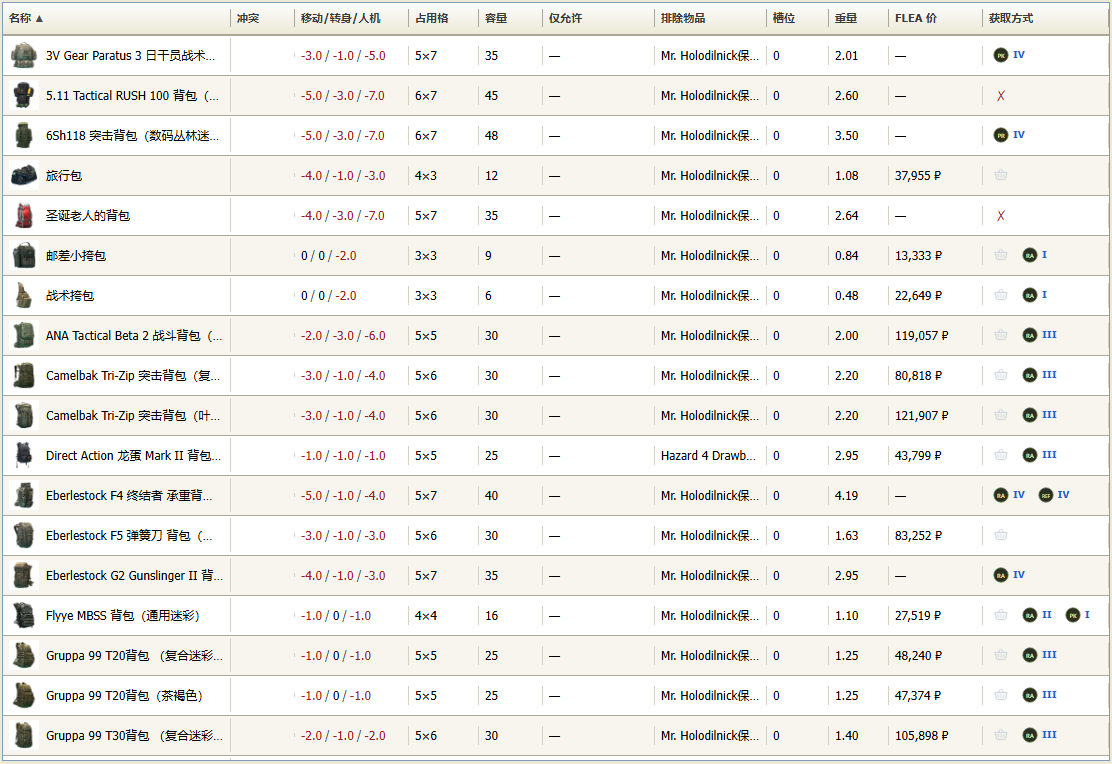 名称 ▲ 冲突 移动/转身/人机 占用格 容量 仅允许 排除物品 槽位 重量 FLEA 价 获取方式
3V Gear Paratus 3 日干员战术... -3.0 / -1.0 / -5.0 5×7 35 — Mr. Holodilnick保... 0 2.01 — PK IV
5.11 Tactical RUSH 100 背包（... -5.0 / -3.0 / -7.0 6×7 45 — Mr. Holodilnick保... 0 2.60 — X
6Sh118 突击背包（数码丛林迷... -5.0 / -3.0 / -7.0 6×7 48 — Mr. Holodilnick保... 0 3.50 — PR IV
旅行包 -4.0 / -1.0 / -3.0 4×3 12 — Mr. Holodilnick保... 0 1.08 37,955 ₽
圣诞老人的背包 -4.0 / -3.0 / -7.0 5×7 35 — Mr. Holodilnick保... 0 2.64 — X
邮差小挎包 0 / 0 / -2.0 3×3 9 — Mr. Holodilnick保... 0 0.84 13,333 ₽ RA I
战术挎包 0 / 0 / -2.0 3×3 6 — Mr. Holodilnick保... 0 0.48 22,649 ₽ RA I
ANA Tactical Beta 2 战斗背包（... -2.0 / -3.0 / -6.0 5×5 30 — Mr. Holodilnick保... 0 2.00 119,057 ₽ RA III
Camelbak Tri-Zip 突击背包（复... -3.0 / -1.0 / -4.0 5×6 30 — Mr. Holodilnick保... 0 2.20 80,818 ₽ RA III
Camelbak Tri-Zip 突击背包（叶... -3.0 / -1.0 / -4.0 5×6 30 — Mr. Holodilnick保... 0 2.20 121,907 ₽ RA III
Direct Action 龙蛋 Mark II 背包... -1.0 / -1.0 / -1.0 5×5 25 — Hazard 4 Drawb... 0 2.95 43,799 ₽ RA III
Eberlestock F4 终结者 承重背... -5.0 / -1.0 / -4.0 5×7 40 — Mr. Holodilnick保... 0 4.19 — RA IV REF IV
Eberlestock F5 弹簧刀 背包（... -3.0 / -1.0 / -3.0 5×6 30 — Mr. Holodilnick保... 0 1.63 83,252 ₽
Eberlestock G2 Gunslinger II 背... -4.0 / -1.0 / -3.0 5×7 35 — Mr. Holodilnick保... 0 2.95 — RA IV
Flyye MBSS 背包（通用迷彩） -1.0 / 0 / -1.0 4×4 16 — Mr. Holodilnick保... 0 1.10 27,519 ₽ RA II PK I
Gruppa 99 T20背包 （复合迷彩... -1.0 / 0 / -1.0 5×5 25 — Mr. Holodilnick保... 0 1.25 48,240 ₽ RA III
Gruppa 99 T20背包（茶褐色） -1.0 / 0 / -1.0 5×5 25 — Mr. Holodilnick保... 0 1.25 47,374 ₽ RA III
Gruppa 99 T30背包 （复合迷彩... -2.0 / -1.0 / -2.0 5×6 30 — Mr. Holodilnick保... 0 1.40 105,898 ₽ RA III